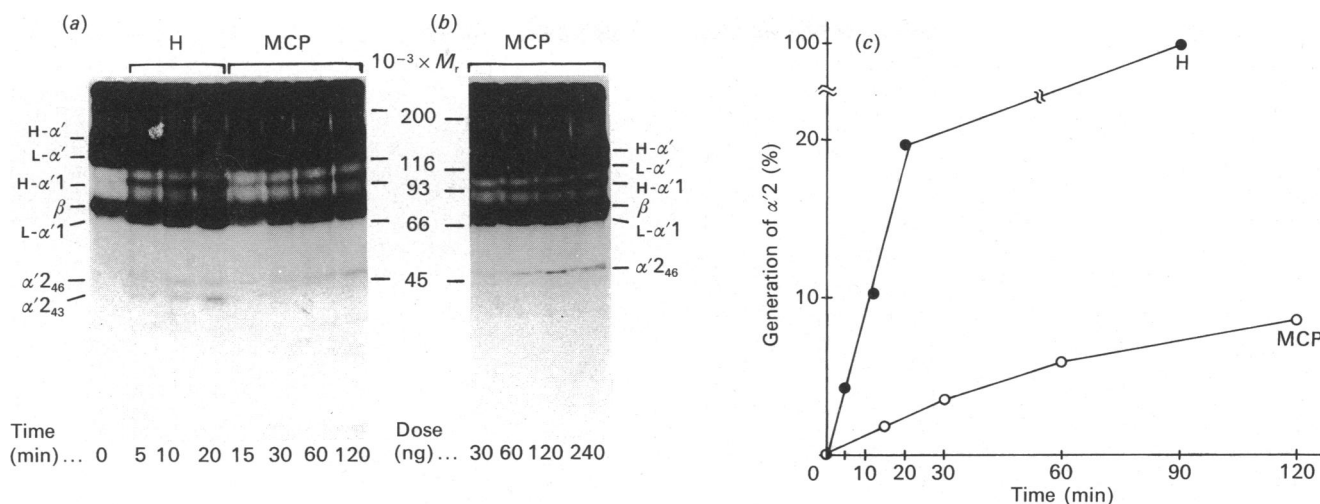 (a)
H MCP
10⁻³ × Mᵣ
H-α′
L-α′
H-α′1
β
L-α′1
α′2₄₆
α′2₄₃
200
116
93
66
45
Time
(min)... 0 5 10 20 15 30 60 120
(b)
MCP
H-α′
L-α′
H-α′1
β
L-α′1
α′2₄₆
Dose
(ng)... 30 60 120 240
(c)
Generation of α′2 (%)
100
20
10
H
MCP
0 10 20 30 60 90 120
Time (min)